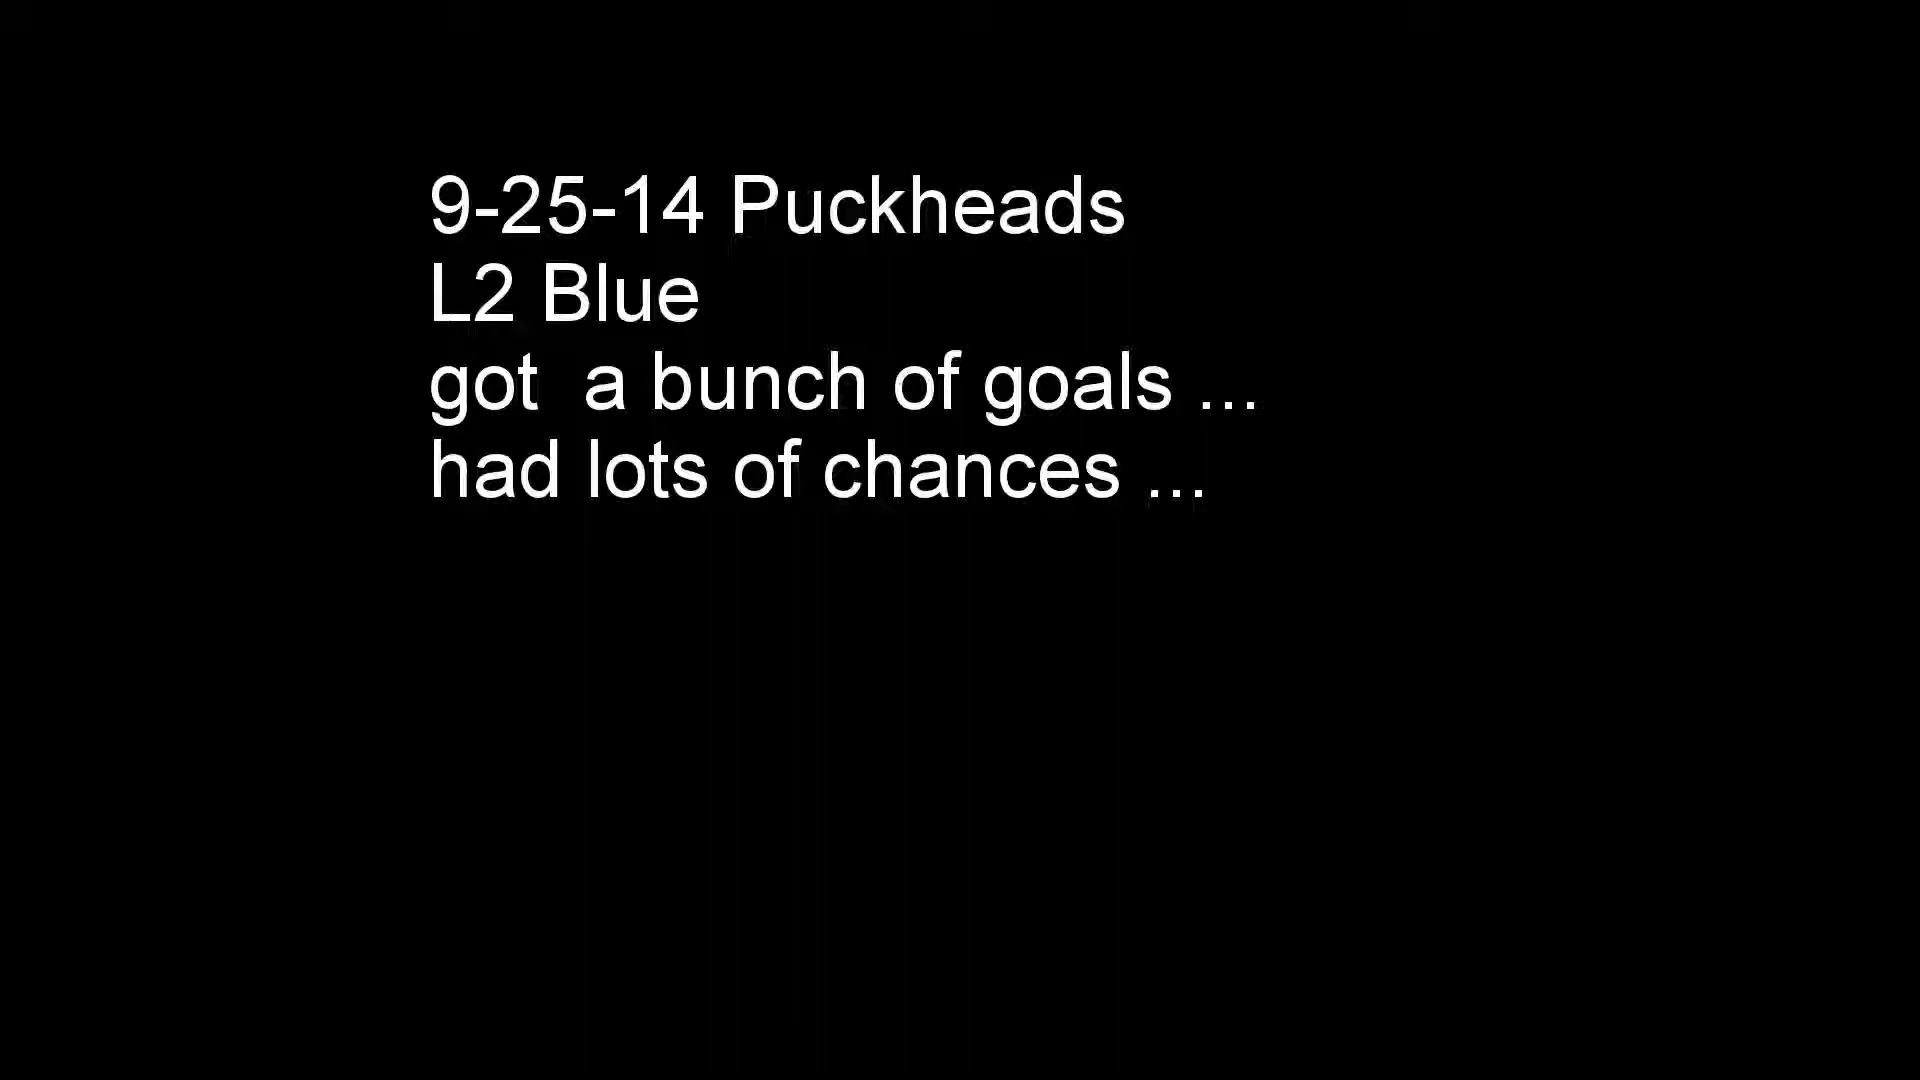 9-25-14 Puckheads
L2 Blue
got  a bunch of goals ...
had lots of chances ...